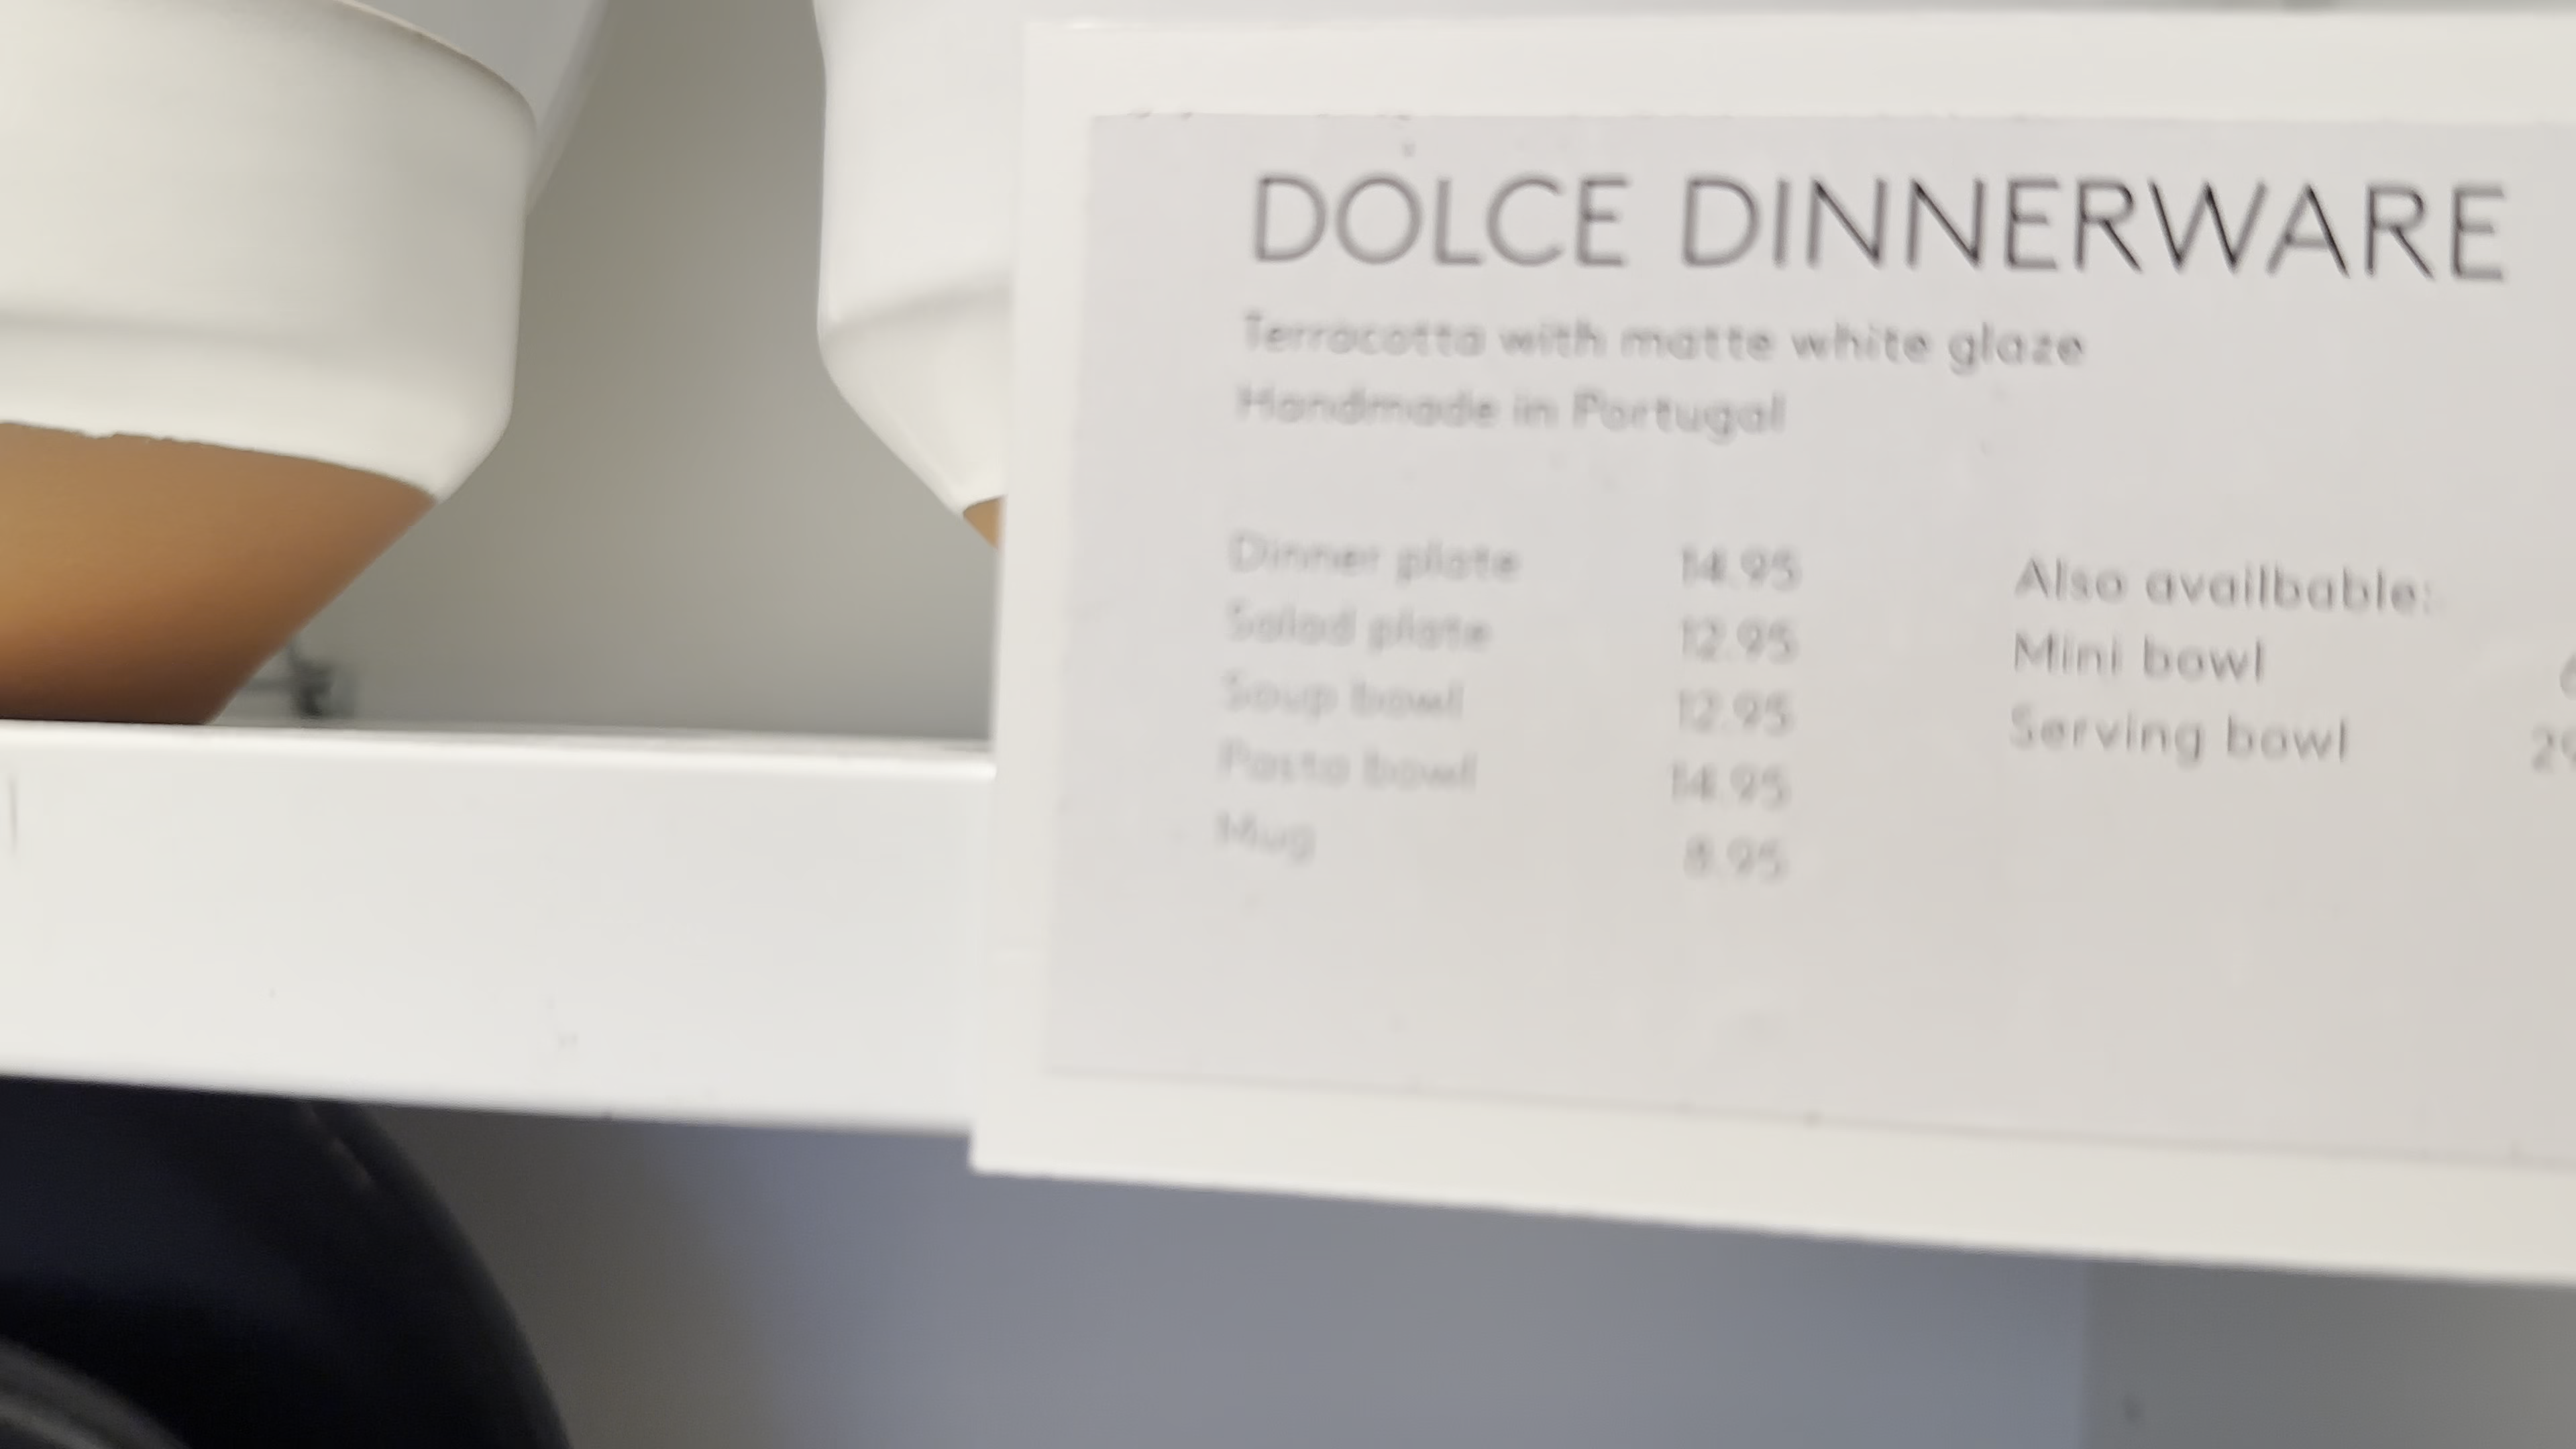 DOLCE DINNERWARE
Terracotta with matte white glaze
Handmade in Portugal
Dinner plate 14.95
Salad plate 12.95
Soup bowl 12.95
Pasta bowl 14.95
Mug 8.95
Also availbable:
Mini bowl
Serving bowl